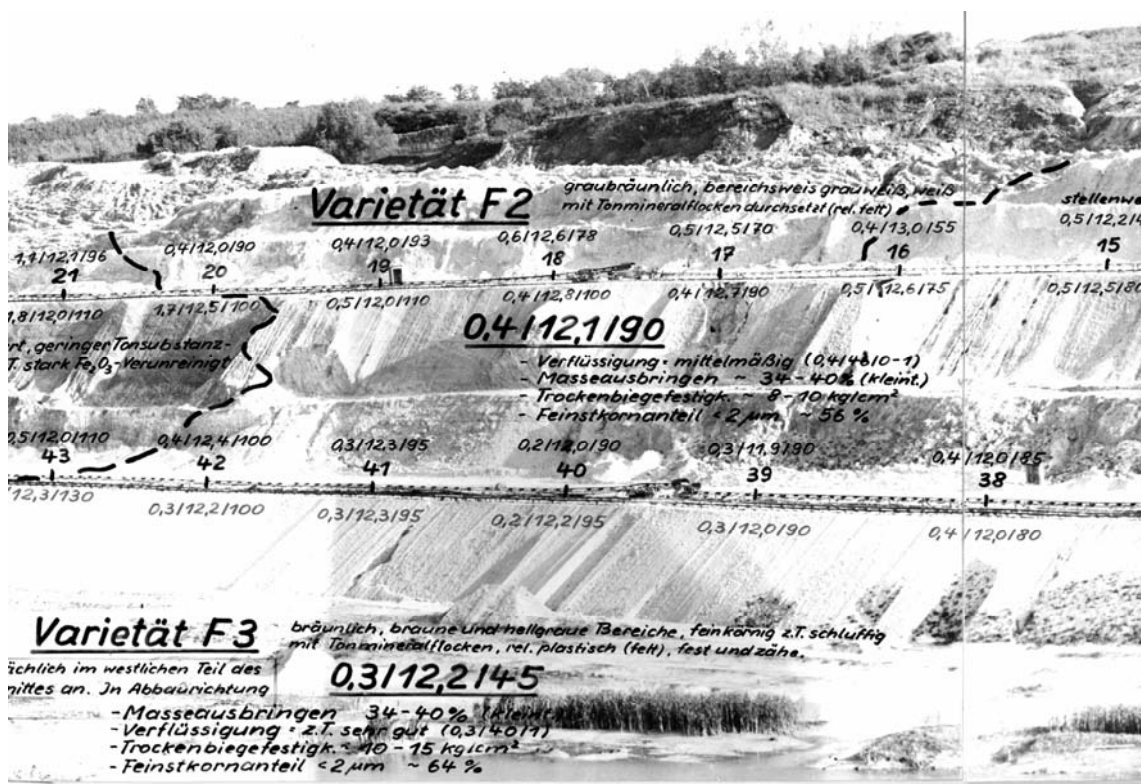 Varietät F2
graubräunlich, bereichsweis grauweiß, weiß
mit Tonmineralflocken durchsetzt (rel. fett)
stellenwe
1,1/12,1/96 0,4/12,0/90 0,4/12,0/93 0,6/12,6/78 0,5/12,5/70 0,4/13,0/55 0,5/12,2/
21 20 19 18 17 16 15
1,8/12,0/110 1,7/12,5/100 0,5/12,0/110 0,4/12,8/100 0,4/12,7/90 0,5/12,6/75 0,5/12,5/80
0,4/12,1/90
rt, geringer Tonsubstanz-
T. stark Fe₂O₃-Verunreinigt
- Verflüssigung = mittelmäßig
- Masseausbringen ~ 34-40% (kleint.)
- Trockenbiegefestigk. ~ 8-10 kg/cm²
- Feinstkornanteil < 2 µm ~ 56 %
0,5/12,0/110 0,4/12,4/100 0,3/12,3/95 0,2/12,0/90 0,3/11,9/90 0,4/12,0/85
43 42 41 40 39 38
/12,3/130 0,3/12,2/100 0,3/12,3/95 0,2/12,2/95 0,3/12,0/90 0,4/12,0/80
Varietät F3
bräunlich, braune und hellgraue Bereiche, feinkörnig z.T. schluffig
mit Tonmineralflocken, rel. plastisch (fett), fest und zähe.
ächlich im westlichen Teil des
nittes an. In Abbaurichtung
0,3/12,2/45
- Masseausbringen 34-40% (kleint.
- Verflüssigung = z.T. sehr gut (0,3/40/1)
- Trockenbiegefestigk. ~ 10-15 kg/cm²
- Feinstkornanteil < 2 µm ~ 64 %